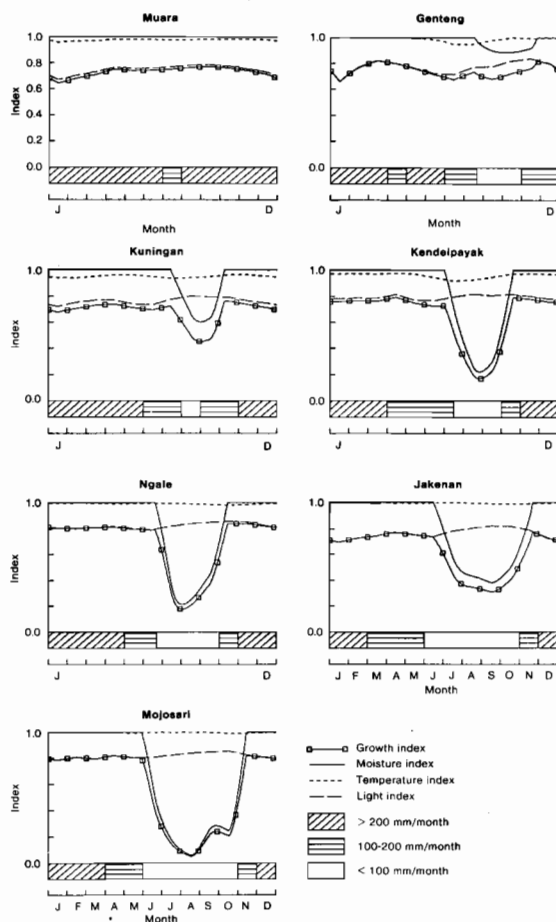 Muara
Genteng
Index
1.0
0.8
0.6
0.4
0.2
0.0
1.0
0.0
J D
J D
Month
Month
Kuningan
Kendelpayak
Index
1.0
0.0
1.0
0.0
J D
J D
Ngale
Jakenan
Index
1.0
0.0
1.0
0.0
J D
J F M A M J J A S O N D
Month
Mojosari
Index
1.0
0.0
J F M A M J J A S O N D
Month
Growth index
Moisture index
Temperature index
Light index
> 200 mm/month
100-200 mm/month
< 100 mm/month